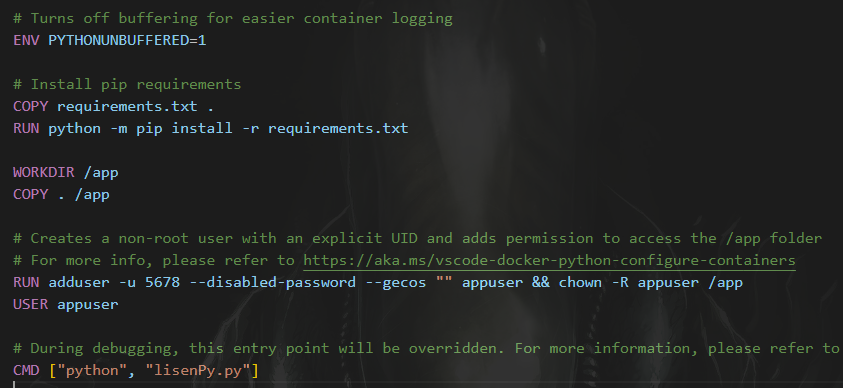 # Turns off buffering for easier container logging
ENV PYTHONUNBUFFERED=1
# Install pip requirements
COPY requirements.txt .
RUN python -m pip install -r requirements.txt
WORKDIR /app
COPY . /app
# Creates a non-root user with an explicit UID and adds permission to access the /app folder
# For more info, please refer to https://aka.ms/vscode-docker-python-configure-containers
RUN adduser -u 5678 --disabled-password --gecos "" appuser && chown -R appuser /app
USER appuser
# During debugging, this entry point will be overridden. For more information, please refer to
CMD ["python", "lisenPy.py"]